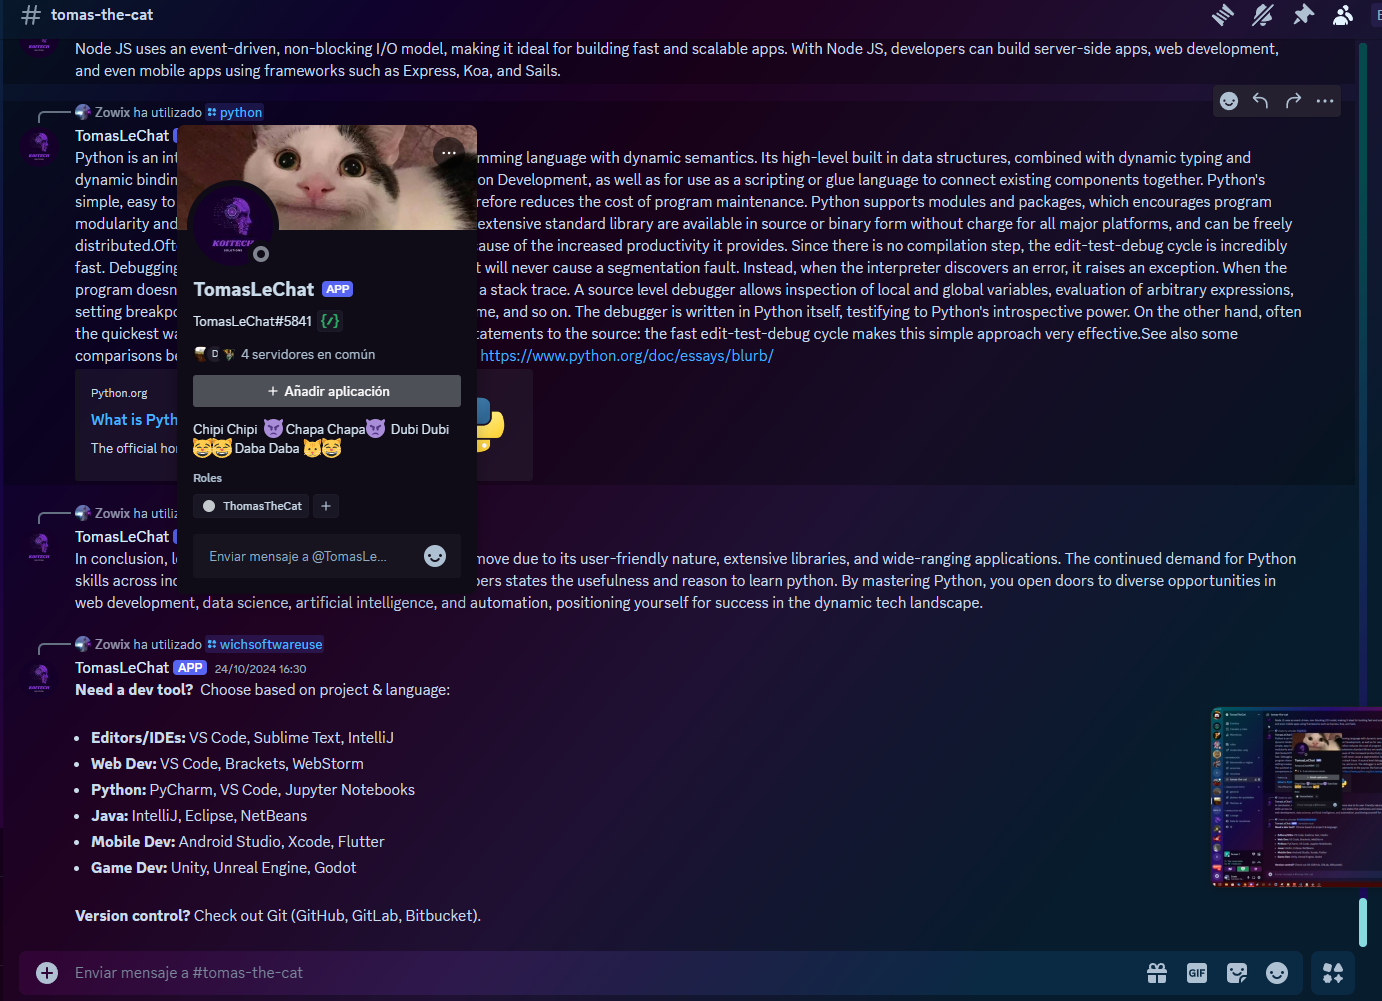 tomas-the-cat
Node JS uses an event-driven, non-blocking I/O model, making it ideal for building fast and scalable apps. With Node JS, developers can build server-side apps, web development,
and even mobile apps using frameworks such as Express, Koa, and Sails.
Zowix ha utilizado python
TomasLeChat
Python is an int
mming language with dynamic semantics. Its high-level built in data structures, combined with dynamic typing and
dynamic bindin
on Development, as well as for use as a scripting or glue language to connect existing components together. Python's
simple, easy to
refore reduces the cost of program maintenance. Python supports modules and packages, which encourages program
modularity and
extensive standard library are available in source or binary form without charge for all major platforms, and can be freely
distributed.Oft
cause of the increased productivity it provides. Since there is no compilation step, the edit-test-debug cycle is incredibly
fast. Debugging
t will never cause a segmentation fault. Instead, when the interpreter discovers an error, it raises an exception. When the
program doesn
a stack trace. A source level debugger allows inspection of local and global variables, evaluation of arbitrary expressions,
setting breakpo
me, and so on. The debugger is written in Python itself, testifying to Python's introspective power. On the other hand, often
the quickest wa
tatements to the source: the fast edit-test-debug cycle makes this simple approach very effective.See also some
comparisons be
https://www.python.org/doc/essays/blurb/
Python.org
What is Pyth
The official hor
KOITECH
SOLUTIONS
TomasLeChat APP
TomasLeChat#5841 {/}
4 servidores en común
+ Añadir aplicación
Chipi Chipi 👿 Chapa Chapa👿 Dubi Dubi
😸😸 Daba Daba 😼😸
Roles
ThomasTheCat +
Enviar mensaje a @TomasLe...
Zowix ha utiliz
TomasLeChat
In conclusion, le
move due to its user-friendly nature, extensive libraries, and wide-ranging applications. The continued demand for Python
skills across inc
pers states the usefulness and reason to learn python. By mastering Python, you open doors to diverse opportunities in
web development, data science, artificial intelligence, and automation, positioning yourself for success in the dynamic tech landscape.
Zowix ha utilizado wichsoftwareuse
TomasLeChat APP 24/10/2024 16:30
Need a dev tool? Choose based on project & language:
• Editors/IDEs: VS Code, Sublime Text, IntelliJ
• Web Dev: VS Code, Brackets, WebStorm
• Python: PyCharm, VS Code, Jupyter Notebooks
• Java: IntelliJ, Eclipse, NetBeans
• Mobile Dev: Android Studio, Xcode, Flutter
• Game Dev: Unity, Unreal Engine, Godot
Version control? Check out Git (GitHub, GitLab, Bitbucket).
Enviar mensaje a #tomas-the-cat
GIF